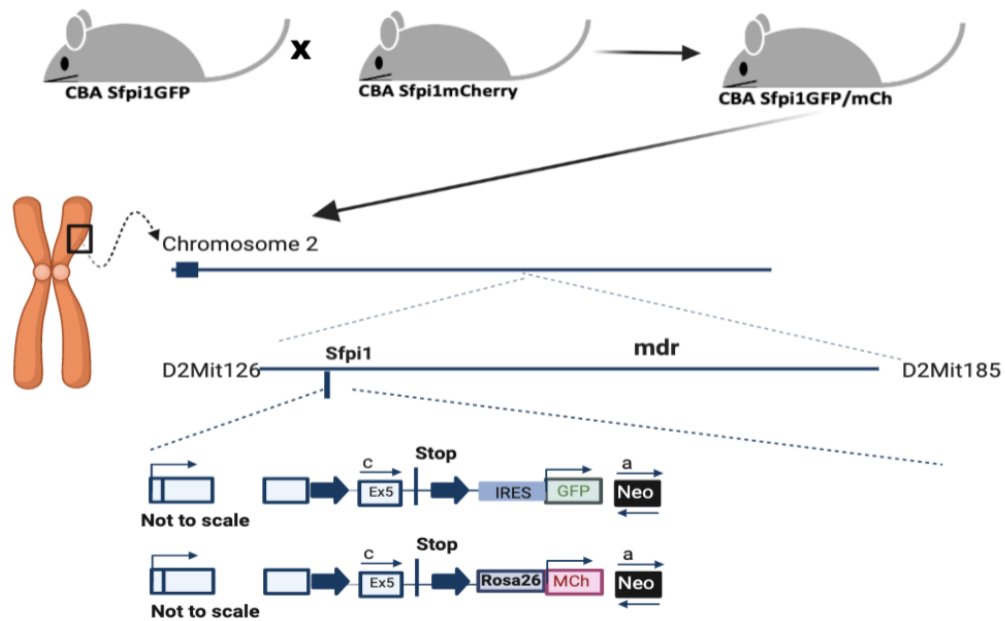 X
CBA Sfpi1GFP
CBA Sfpi1mCherry
CBA Sfpi1GFP/mCh
Chromosome 2
Sfpi1
mdr
D2Mit126
D2Mit185
Stop
c
a
Ex5
IRES
GFP
Neo
Not to scale
Stop
c
a
Ex5
Rosa26
MCh
Neo
Not to scale